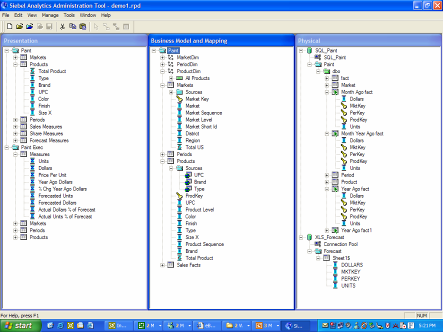 Siebel Analytics Administration Tool - demo1.rpd
File Edit View Manage Tools Window Help
Presentation
Paint
Markets
Products
Total Product
Type
Brand
UPC
Color
Finish
Size X
Periods
Sales Measures
Share Measures
Forecast Measures
Paint Exec
Measures
Units
Dollars
Price Per Unit
Year Ago Dollars
% Chg Year Ago Dollars
Forecasted Units
Forecasted Dollars
Actual Dollars % of Forecast
Actual Units % of Forecast
Markets
Periods
Products
Business Model and Mapping
Paint
MarketDim
PeriodDim
ProductDim
All Products
Markets
Sources
Market Key
Market
Market Sequence
Market Level
Market Short Id
District
Region
Total US
Periods
Products
Sources
UPC
Brand
Type
ProdKey
UPC
Product Level
Color
Finish
Type
Size X
Product Sequence
Brand
Total Product
Sales Facts
Physical
SQL_Paint
SQL_Paint
Paint
dbo
fact
Market
Month Ago fact
Dollars
MktKey
PerKey
ProdKey
Units
Month Year Ago fact
Dollars
MktKey
PerKey
ProdKey
Units
Period
Product
Year Ago fact
Dollars
MktKey
PerKey
ProdKey
Units
Year Ago fact1
XLS_Forecast
Connection Pool
Forecast
Sheet1$
DOLLARS
MKTKEY
PERKEY
UNITS
For Help, press F1
NUM
start
5:21 PM